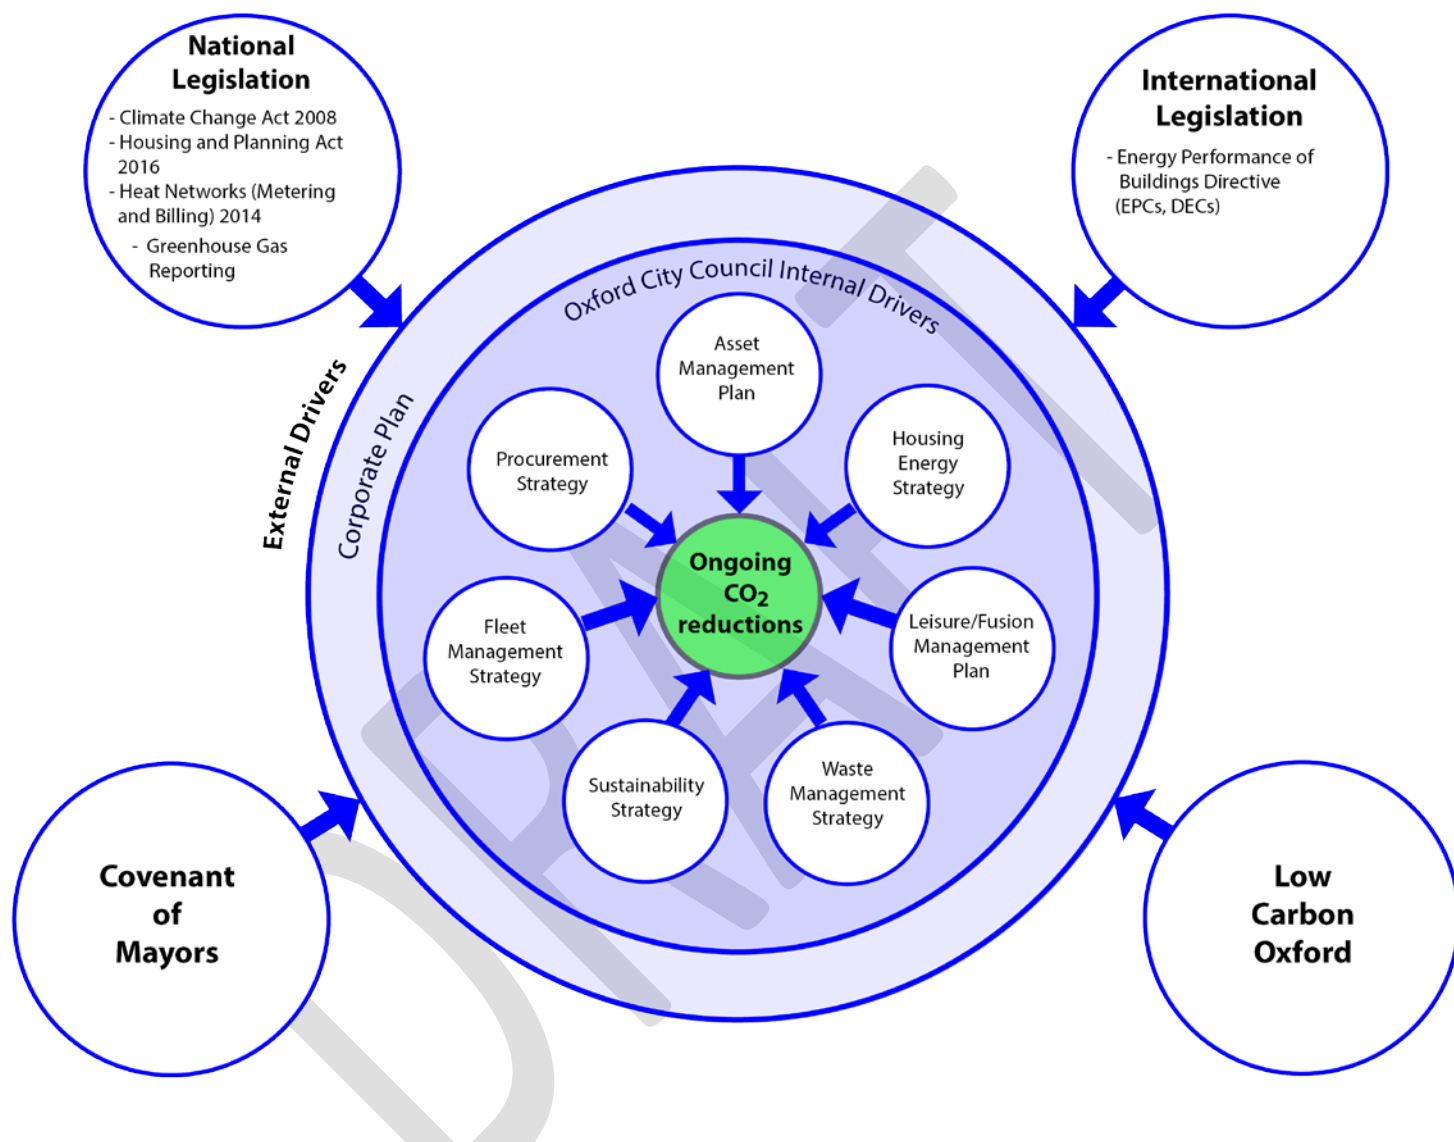 National
Legislation
- Climate Change Act 2008
- Housing and Planning Act
2016
- Heat Networks (Metering
and Billing) 2014
- Greenhouse Gas
Reporting
International
Legislation
- Energy Performance of
Buildings Directive
(EPCs, DECs)
External Drivers
Corporate Plan
Oxford City Council Internal Drivers
Asset
Management
Plan
Procurement
Strategy
Housing
Energy
Strategy
Ongoing
CO₂
reductions
Fleet
Management
Strategy
Leisure/Fusion
Management
Plan
Sustainability
Strategy
Waste
Management
Strategy
Covenant
of
Mayors
Low
Carbon
Oxford
DRAFT